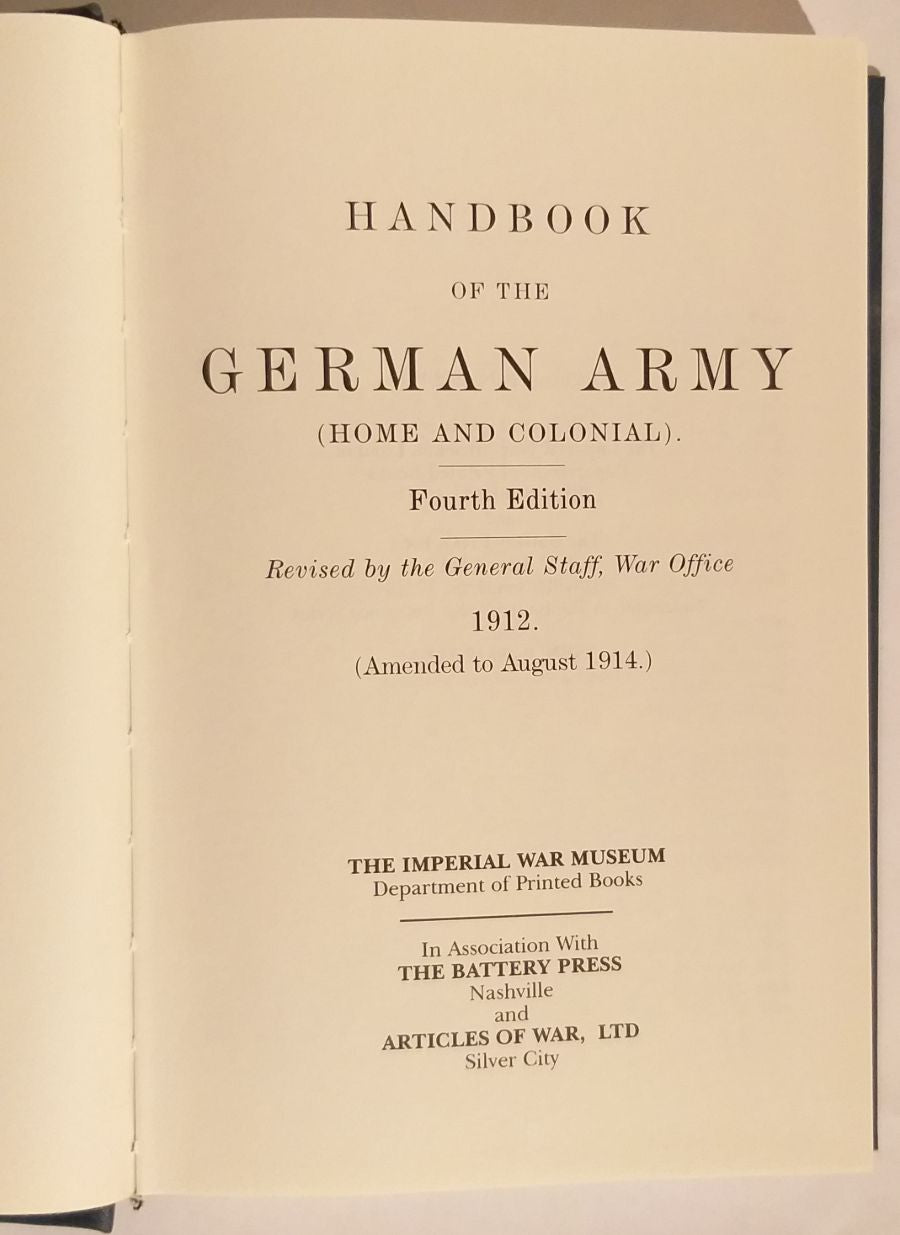 HANDBOOK
OF THE
GERMAN ARMY
(HOME AND COLONIAL).
Fourth Edition
Revised by the General Staff, War Office
1912.
(Amended to August 1914.)
THE IMPERIAL WAR MUSEUM
Department of Printed Books
In Association With
THE BATTERY PRESS
Nashville
and
ARTICLES OF WAR, LTD
Silver City